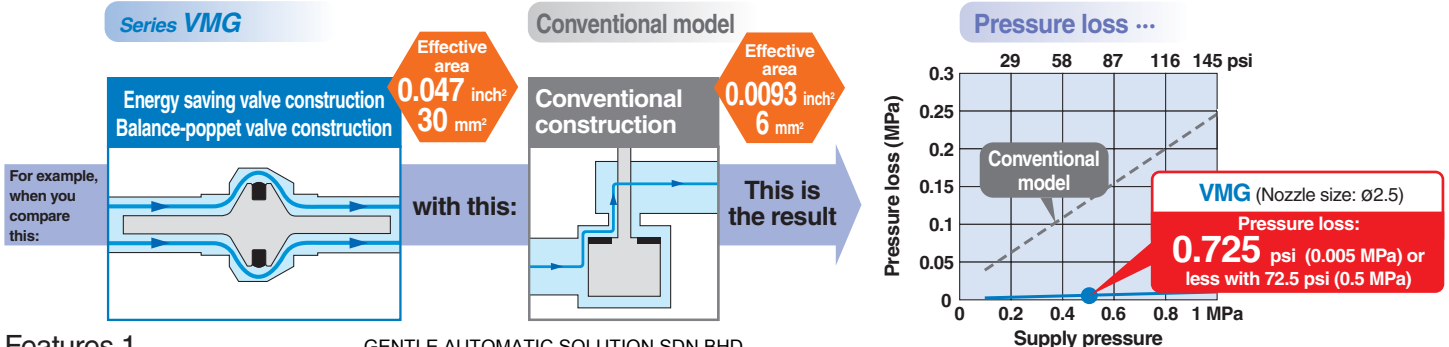 Series VMG
Conventional model
Pressure loss ···
Effective
area
0.047 inch²
30 mm²
Energy saving valve construction
Balance-poppet valve construction
Effective
area
0.0093 inch²
6 mm²
Conventional
construction
For example,
when you
compare
this:
with this:
This is
the result
29 58 87 116 145 psi
0.3
0.25
0.2
0.15
0.1
0.05
0
Pressure loss (MPa)
Conventional
model
VMG (Nozzle size: ø2.5)
Pressure loss:
0.725 psi (0.005 MPa) or
less with 72.5 psi (0.5 MPa)
0 0.2 0.4 0.6 0.8 1 MPa
Supply pressure
Features 1
GENTLE AUTOMATIC SOLUTION SDN BHD